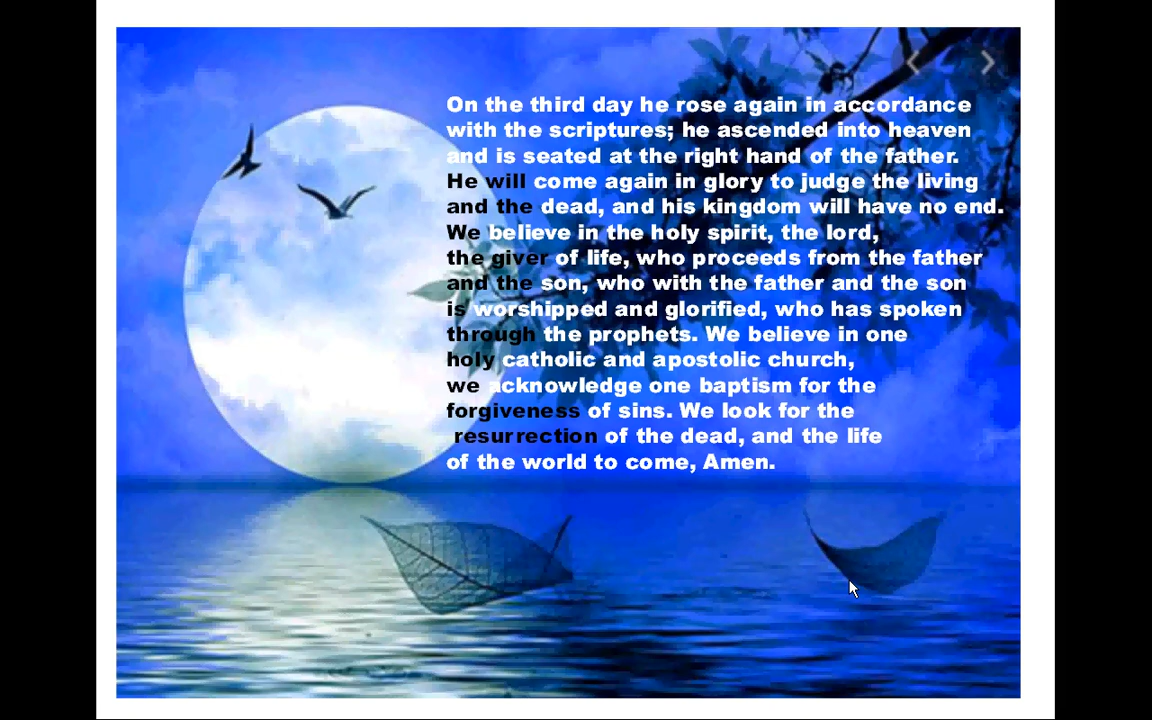 On the third day he rose again in accordance
with the scriptures; he ascended into heaven
and is seated at the right hand of the father.
He will come again in glory to judge the living
and the dead, and his kingdom will have no end.
We believe in the holy spirit, the lord,
the giver of life, who proceeds from the father
and the son, who with the father and the son
is worshipped and glorified, who has spoken
through the prophets. We believe in one
holy catholic and apostolic church,
we acknowledge one baptism for the
forgiveness of sins. We look for the
resurrection of the dead, and the life
of the world to come, Amen.